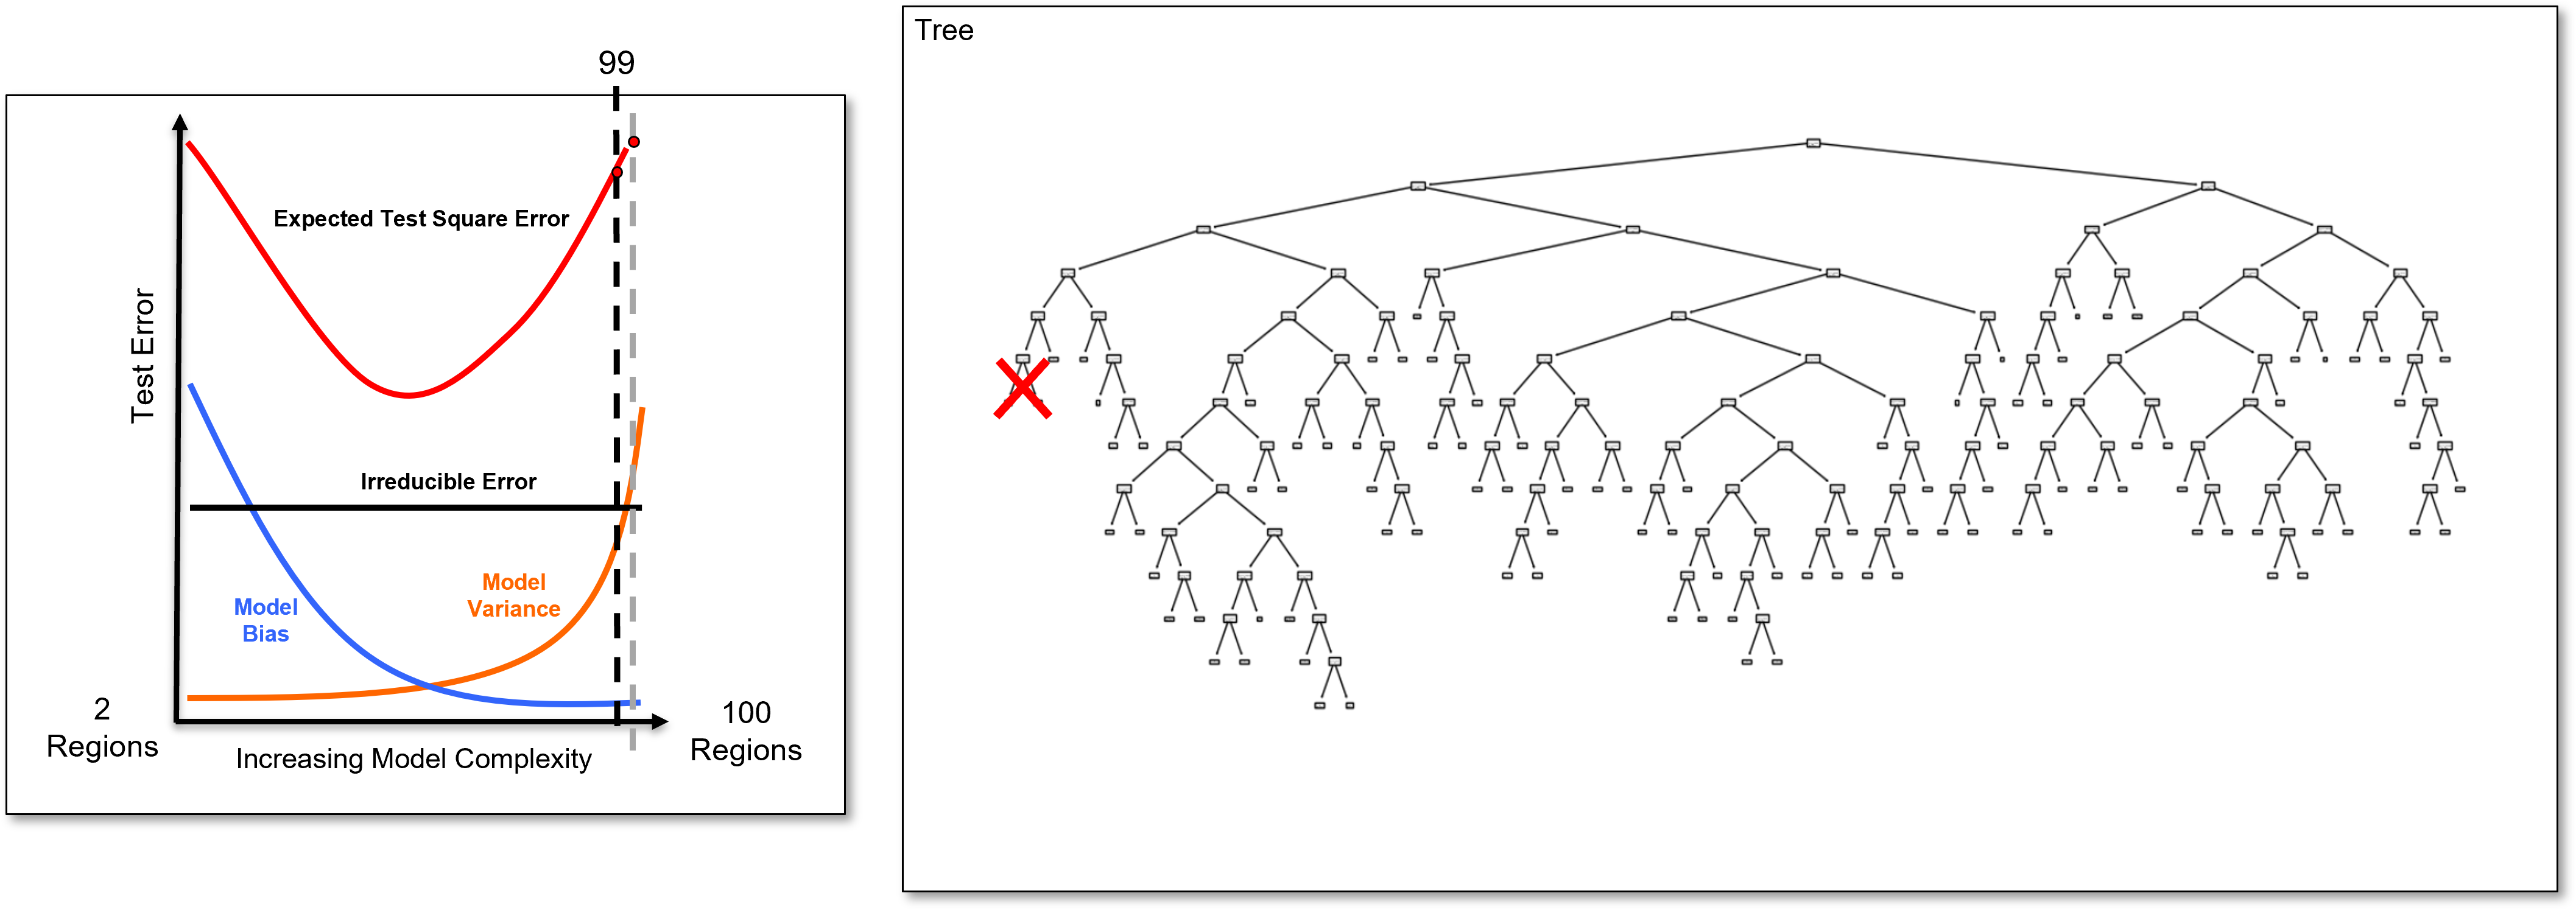 99
Expected Test Square Error
Test Error
Irreducible Error
Model
Variance
Model
Bias
2
Regions
100
Regions
Increasing Model Complexity
Tree